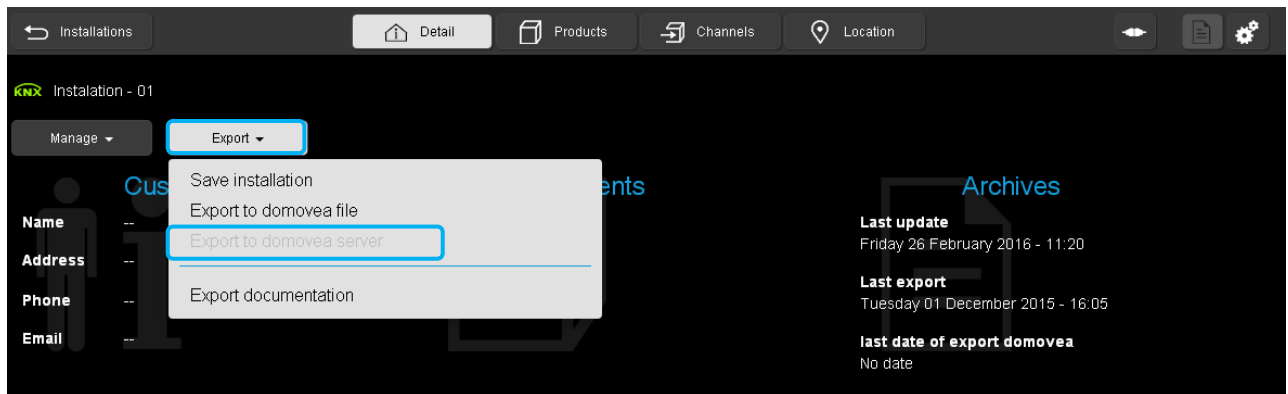 Installations
Detail
Products
Channels
Location
KNX Instalation - 01
Manage
Export
Save installation
Export to domovea file
Export to domovea server
Export documentation
Cus
ents
Archives
Name --
Address --
Phone --
Email --
Last update
Friday 26 February 2016 - 11:20
Last export
Tuesday 01 December 2015 - 16:05
last date of export domovea
No date